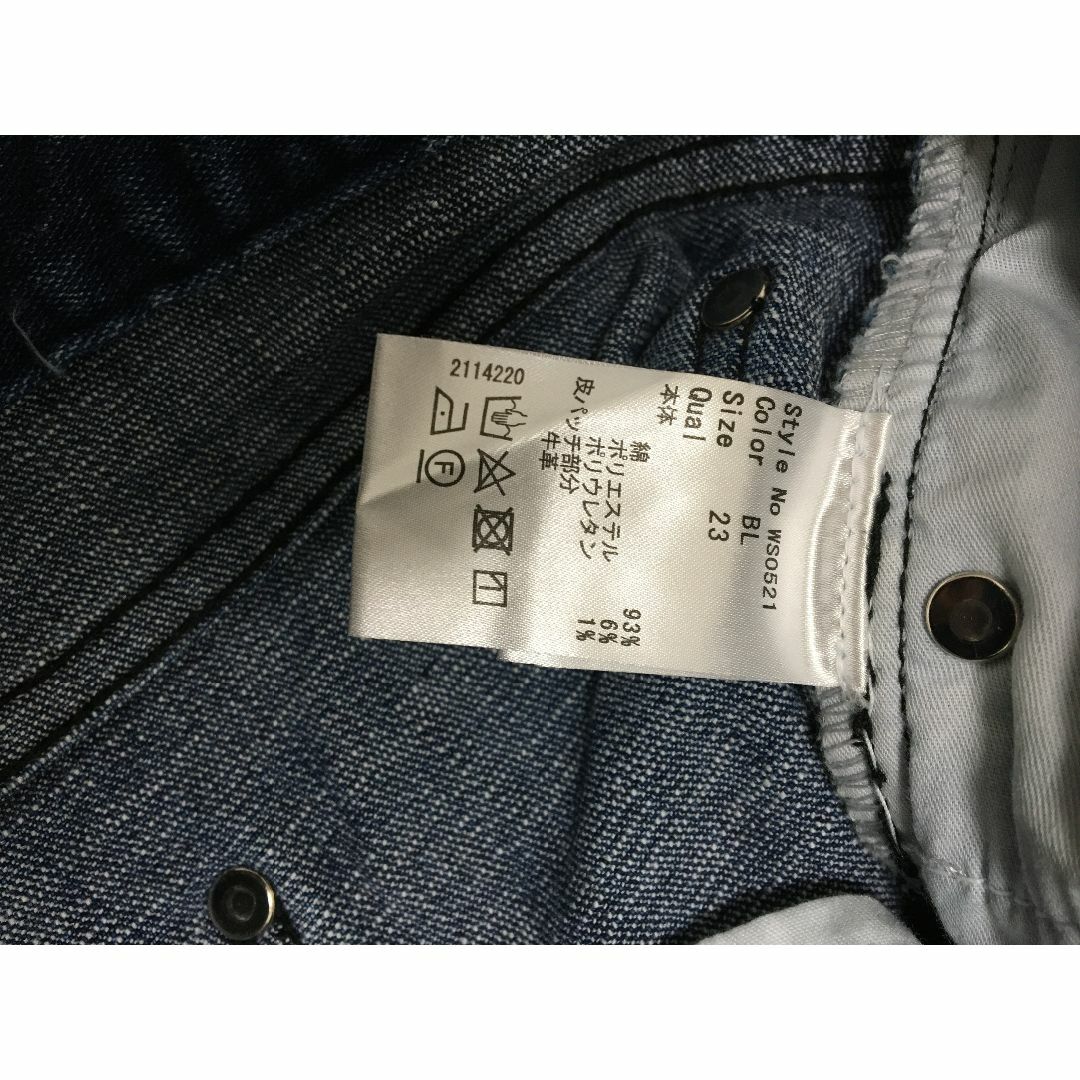 Style No WS0521
Color BL
Size 23
Qual
本体
綿 93%
ポリエステル 6%
ポリウレタン 1%
皮パッチ部分
牛革
F
2114220